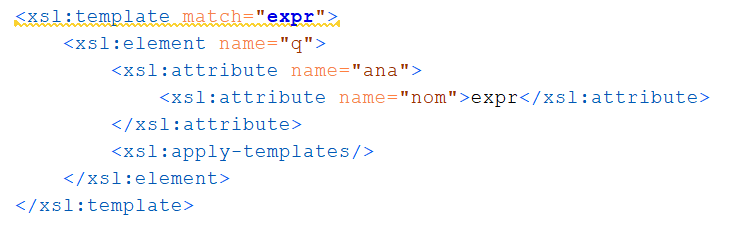 <xsl:template match="expr">
    <xsl:element name="q">
        <xsl:attribute name="ana">
            <xsl:attribute name="nom">expr</xsl:attribute>
        </xsl:attribute>
        <xsl:apply-templates/>
    </xsl:element>
</xsl:template>